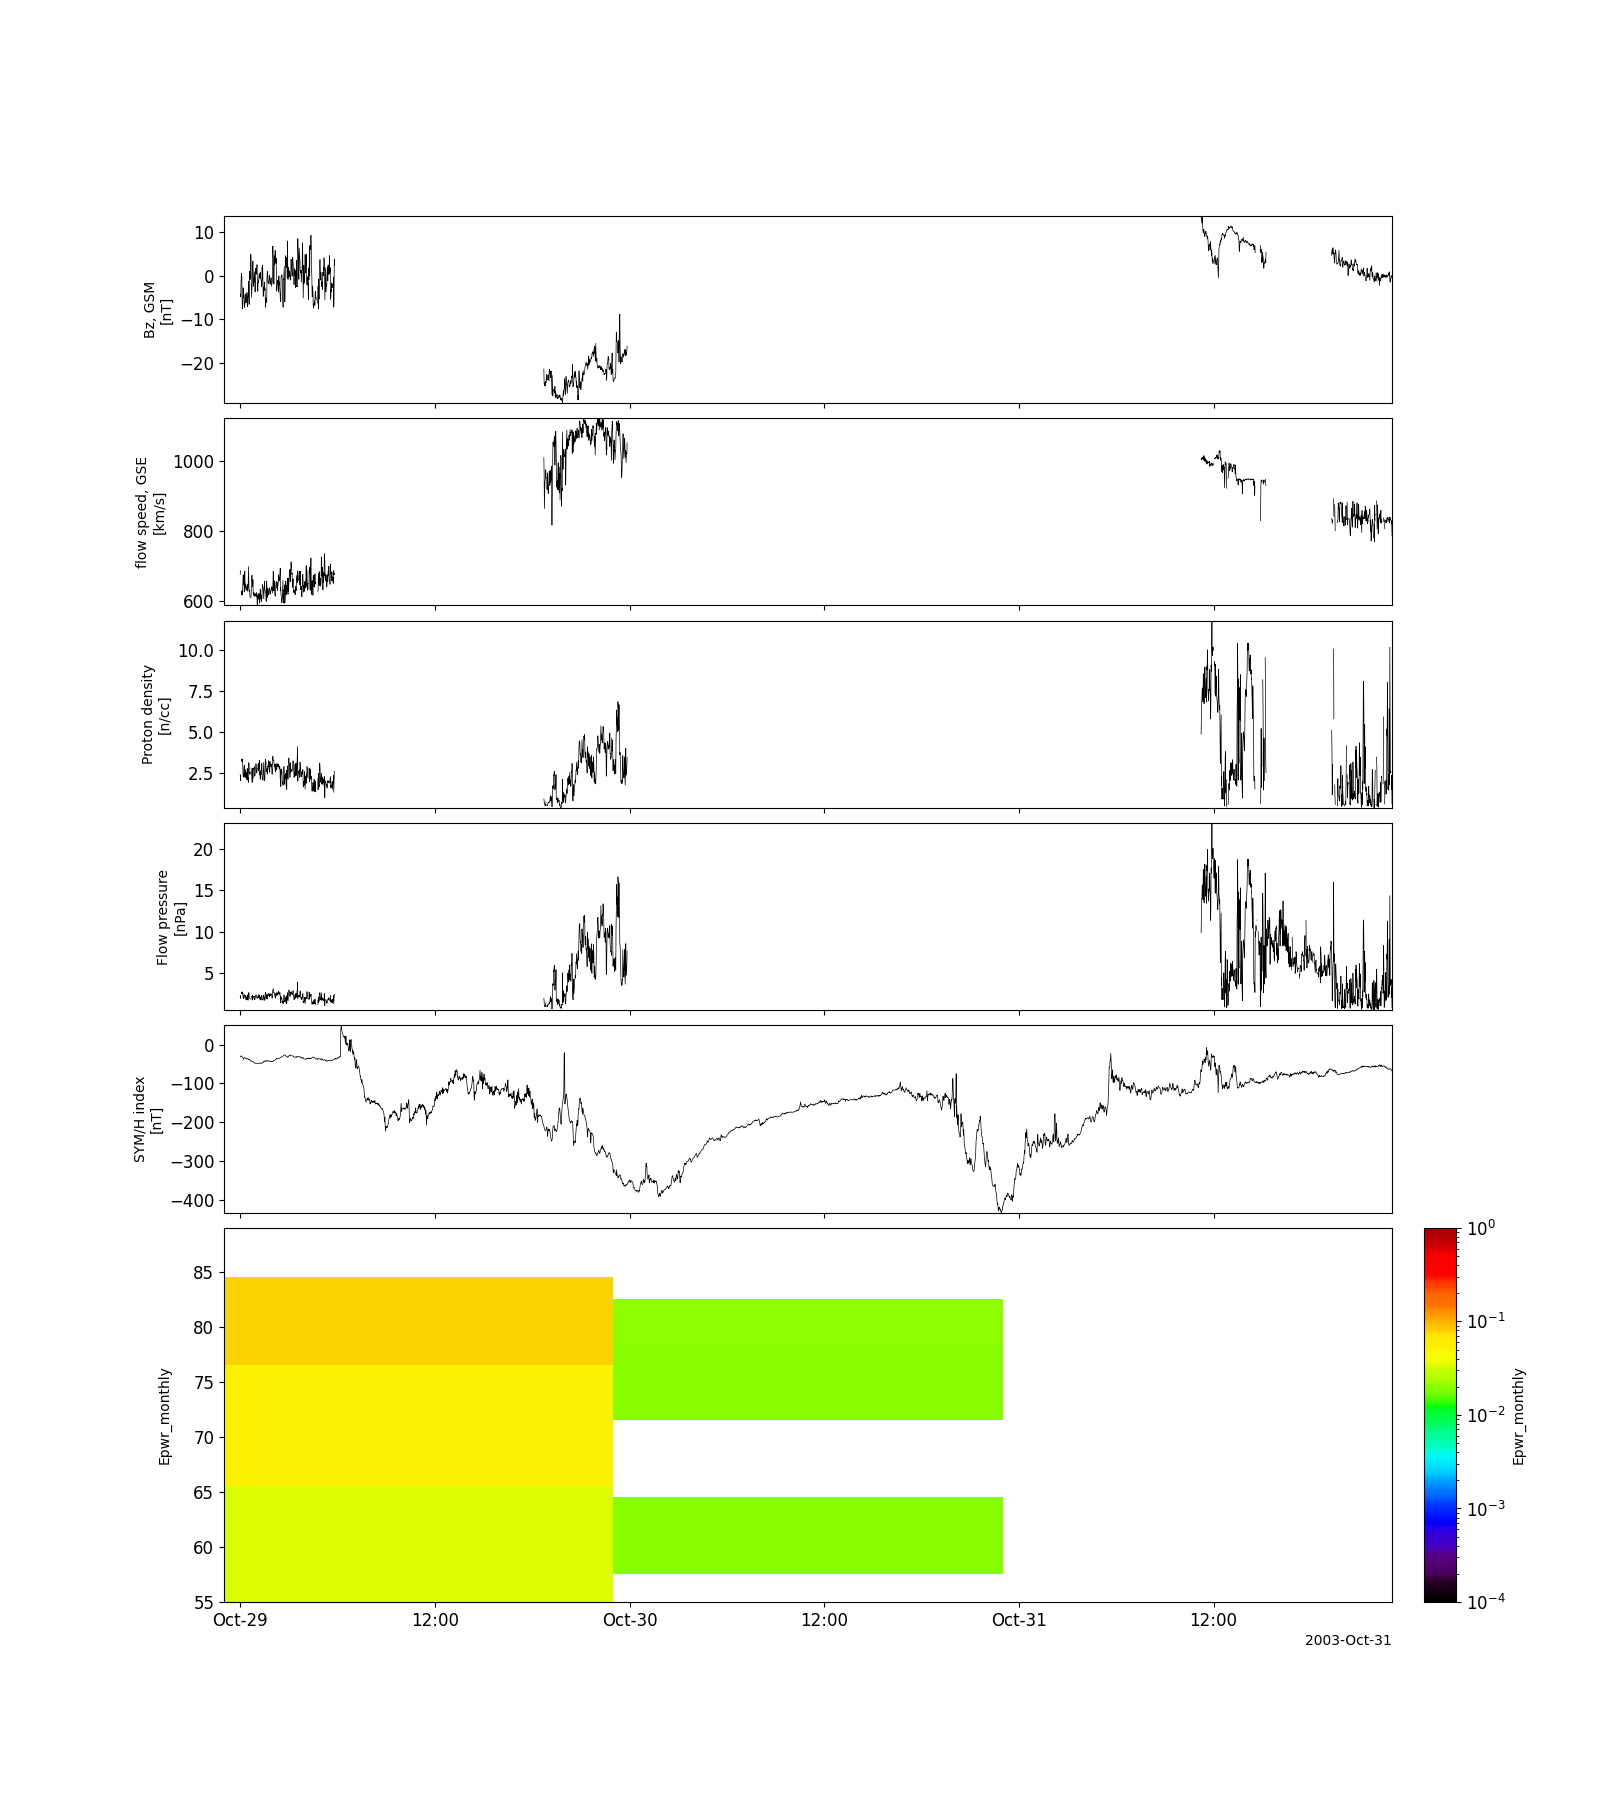 10
0
−10
−20
Bz, GSM
[nT]
1000
800
600
flow speed, GSE
[km/s]
10.0
7.5
5.0
2.5
Proton density
[n/cc]
20
15
10
5
Flow pressure
[nPa]
0
−100
−200
−300
−400
SYM/H index
[nT]
85
80
75
70
65
60
55
Epwr_monthly
Oct-29 12:00 Oct-30 12:00 Oct-31 12:00
2003-Oct-31
10⁰
10⁻¹
10⁻²
10⁻³
10⁻⁴
Epwr_monthly